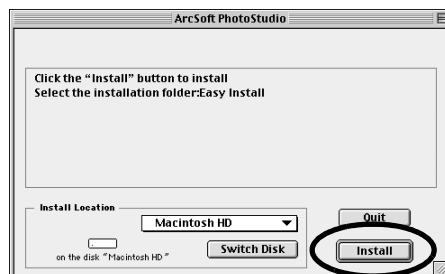 ArcSoft PhotoStudio
Click the “Install” button to install
Select the installation folder:Easy Install
Install Location
Macintosh HD
on the disk “Macintosh HD”
Switch Disk
Quit
Install